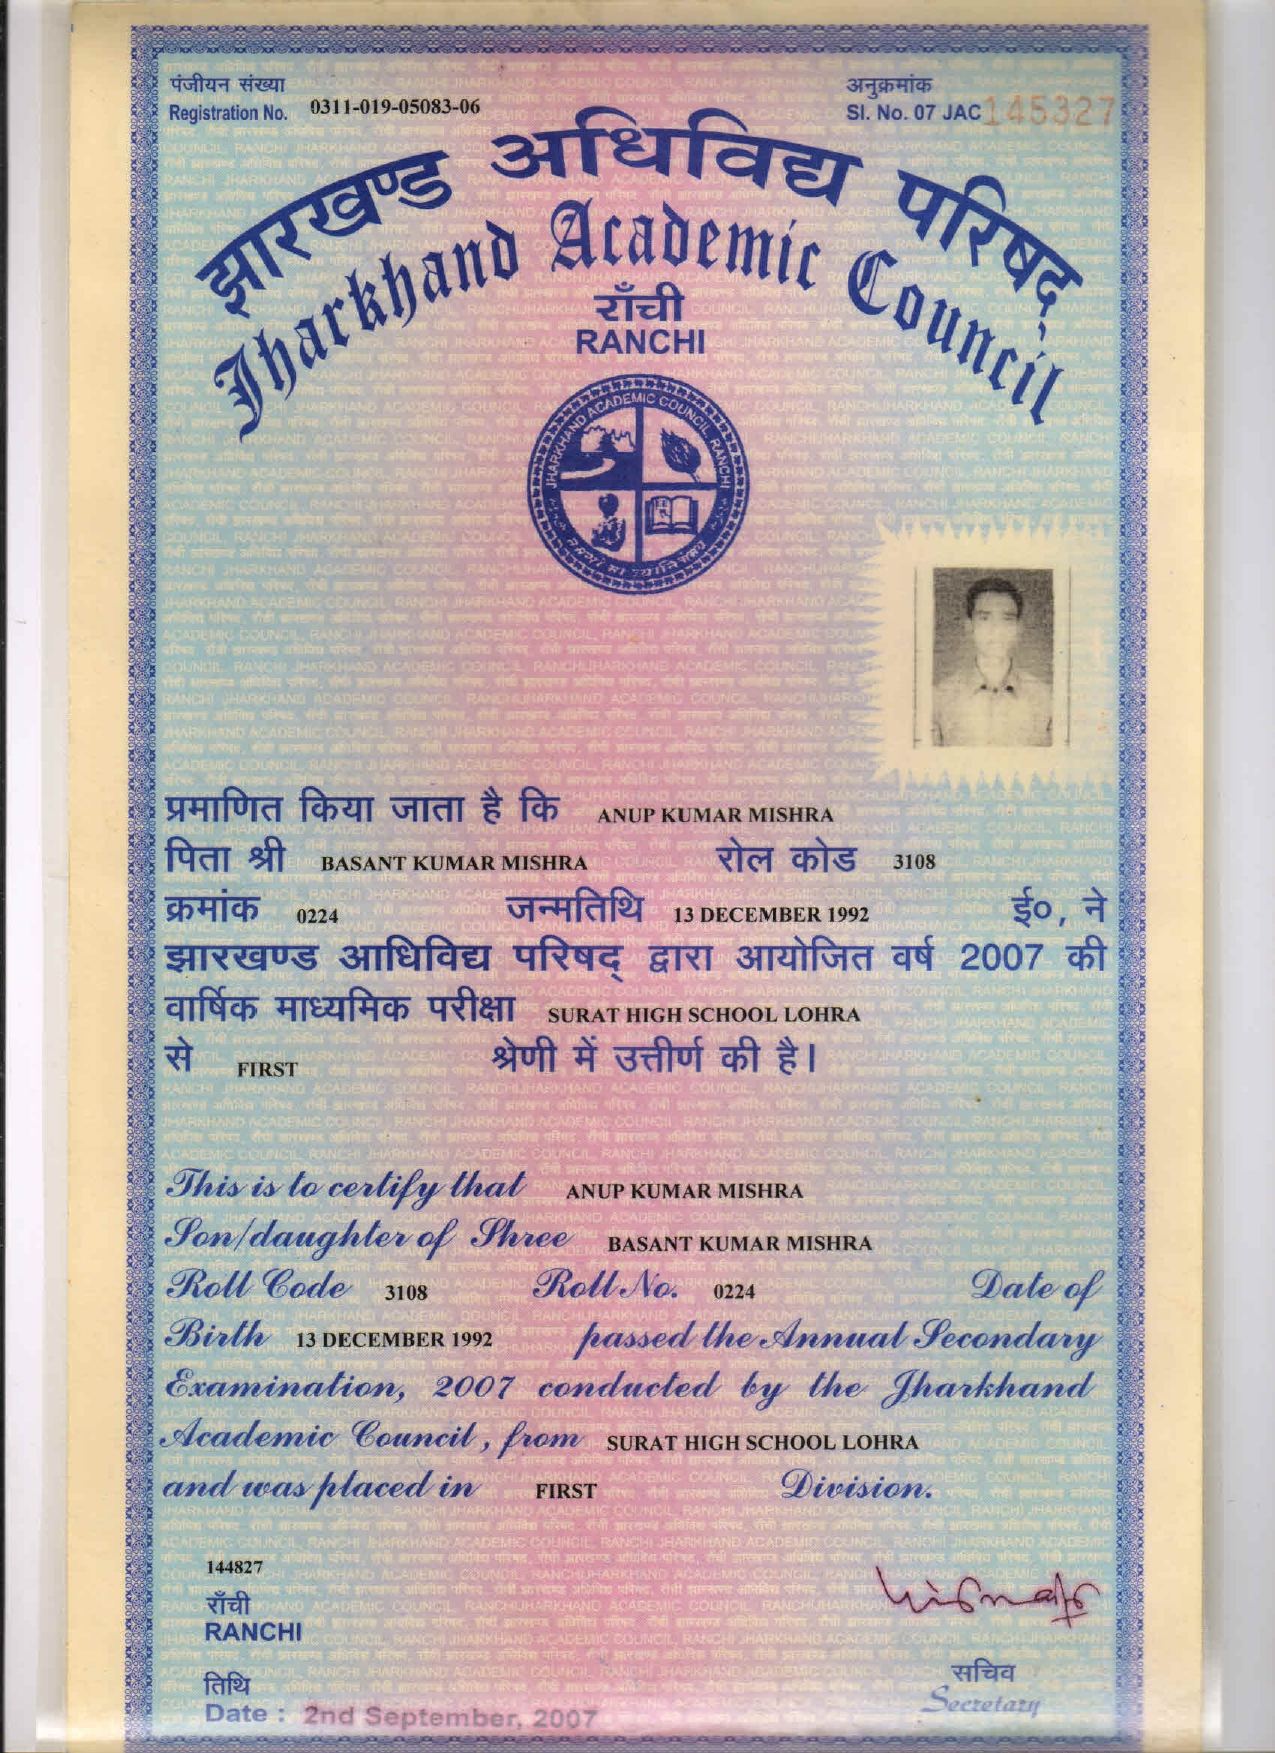 पंजीयन संख्या
Registration No. 0311-019-05083-06
अनुक्रमांक
Sl. No. 07 JAC 145327
झारखण्ड अधिविद्य परिषद्
Jharkhand Academic Council
राँची
RANCHI
JHARKHAND ACADEMIC COUNCIL RANCHI
प्रमाणित किया जाता है कि ANUP KUMAR MISHRA
पिता श्री BASANT KUMAR MISHRA रोल कोड 3108
क्रमांक 0224 जन्मतिथि 13 DECEMBER 1992 ई०, ने
झारखण्ड आधिविद्य परिषद् द्वारा आयोजित वर्ष 2007 की
वार्षिक माध्यमिक परीक्षा SURAT HIGH SCHOOL LOHRA
से FIRST श्रेणी में उत्तीर्ण की है।
This is to certify that ANUP KUMAR MISHRA
Son/daughter of Shree BASANT KUMAR MISHRA
Roll Code 3108 Roll No. 0224 Date of
Birth 13 DECEMBER 1992 passed the Annual Secondary
Examination, 2007 conducted by the Jharkhand
Academic Council, from SURAT HIGH SCHOOL LOHRA
and was placed in FIRST Division.
144827
राँची
RANCHI
तिथि
Date : 2nd September, 2007
सचिव
Secretary